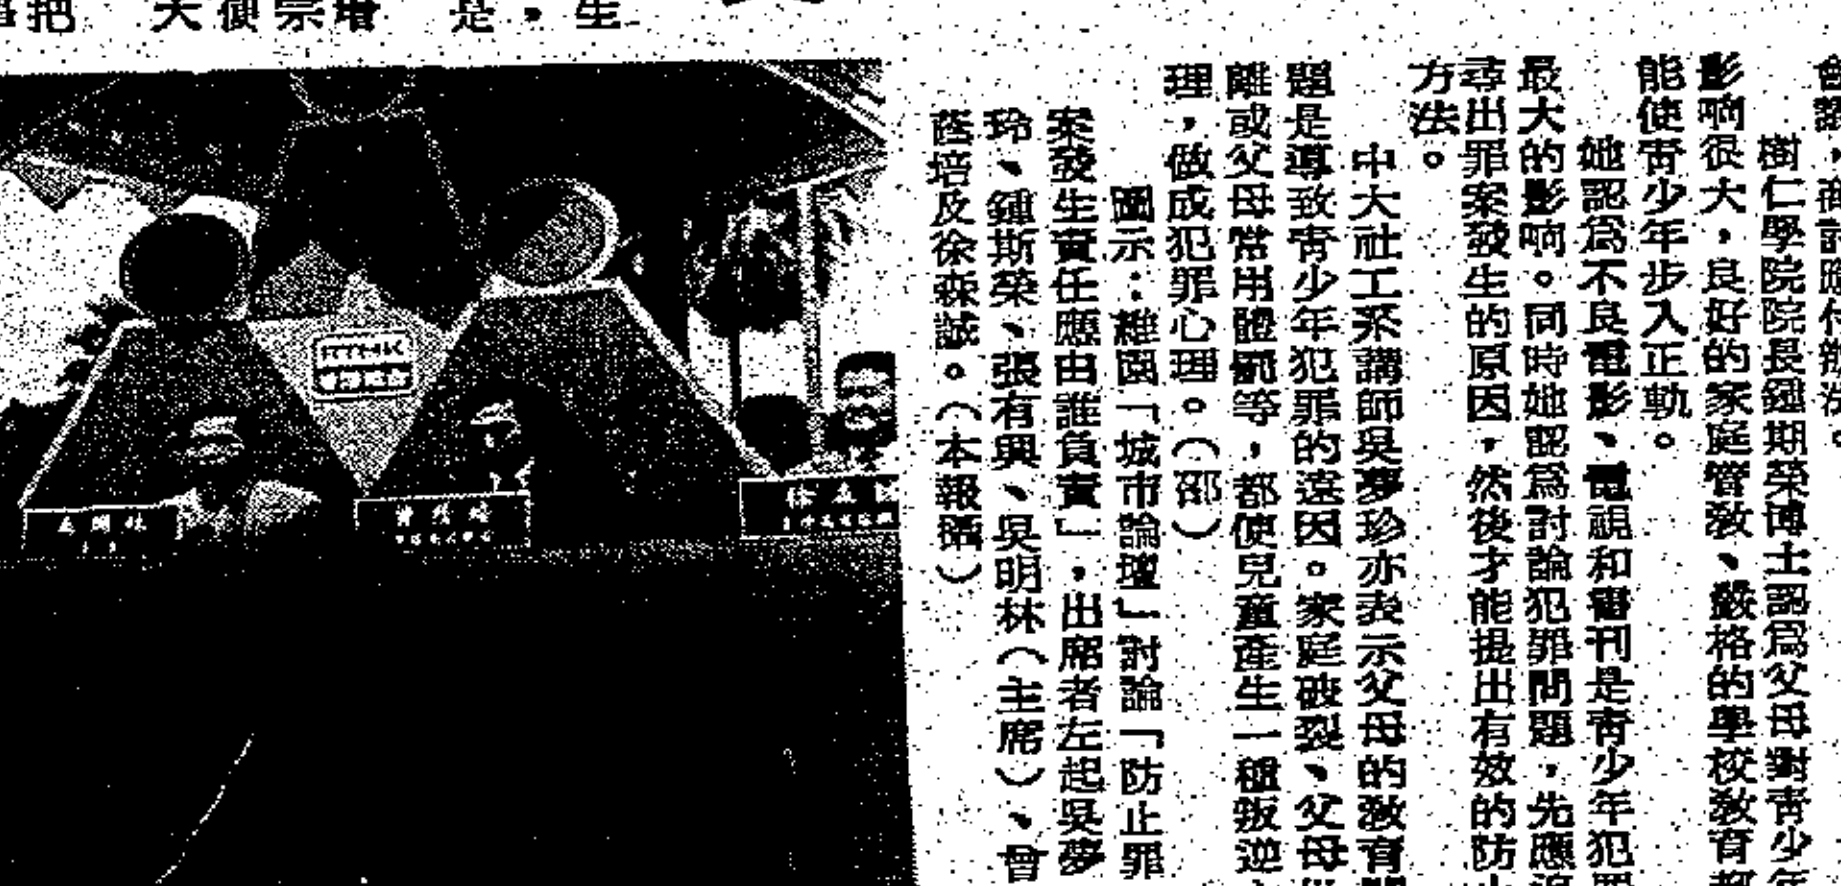 樹仁學院院長鍾期榮博士認爲父母對青少年
影响很大，良好的家庭管教、嚴格的學校教育都
能使青少年步入正軌。
她認爲不良電影、電視和書刊是青少年犯罪
最大的影响。同時她認爲討論犯罪問題，先應
尋出罪案發生的原因，然後才能提出有效的防止
方法。
中大社工系講師吳夢珍亦表示父母的教育問
題是導致青少年犯罪的遠因。家庭破裂、父母
離或父母常用體罰等，都使兒童產生一種叛逆
理，做成犯罪心理。（邵）
圖示：維園「城市論壇」討論「防止罪
案發生責任應由誰負責」，出席者左起吳夢
玲、鍾斯榮、張有興、吳明林（主席）、曾
蔭培及徐森誠。（本報攝）
把
天
宗
是，生